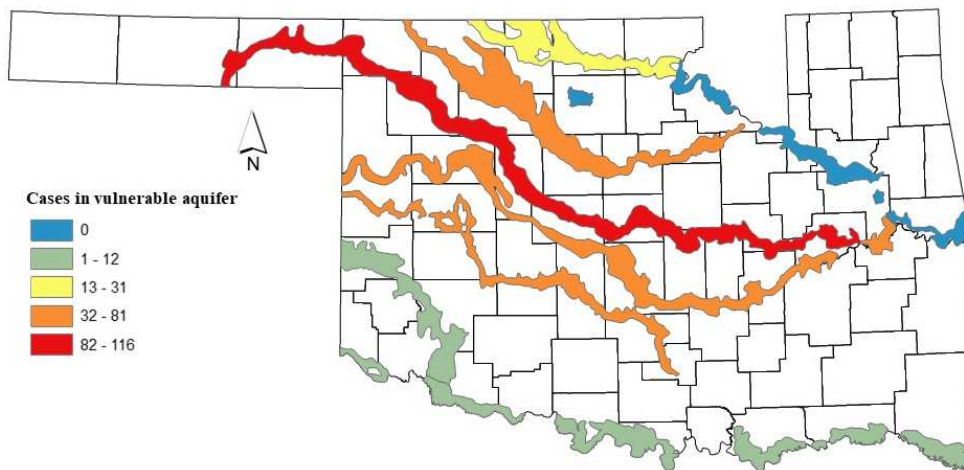 N
Cases in vulnerable aquifer
0
1 - 12
13 - 31
32 - 81
82 - 116